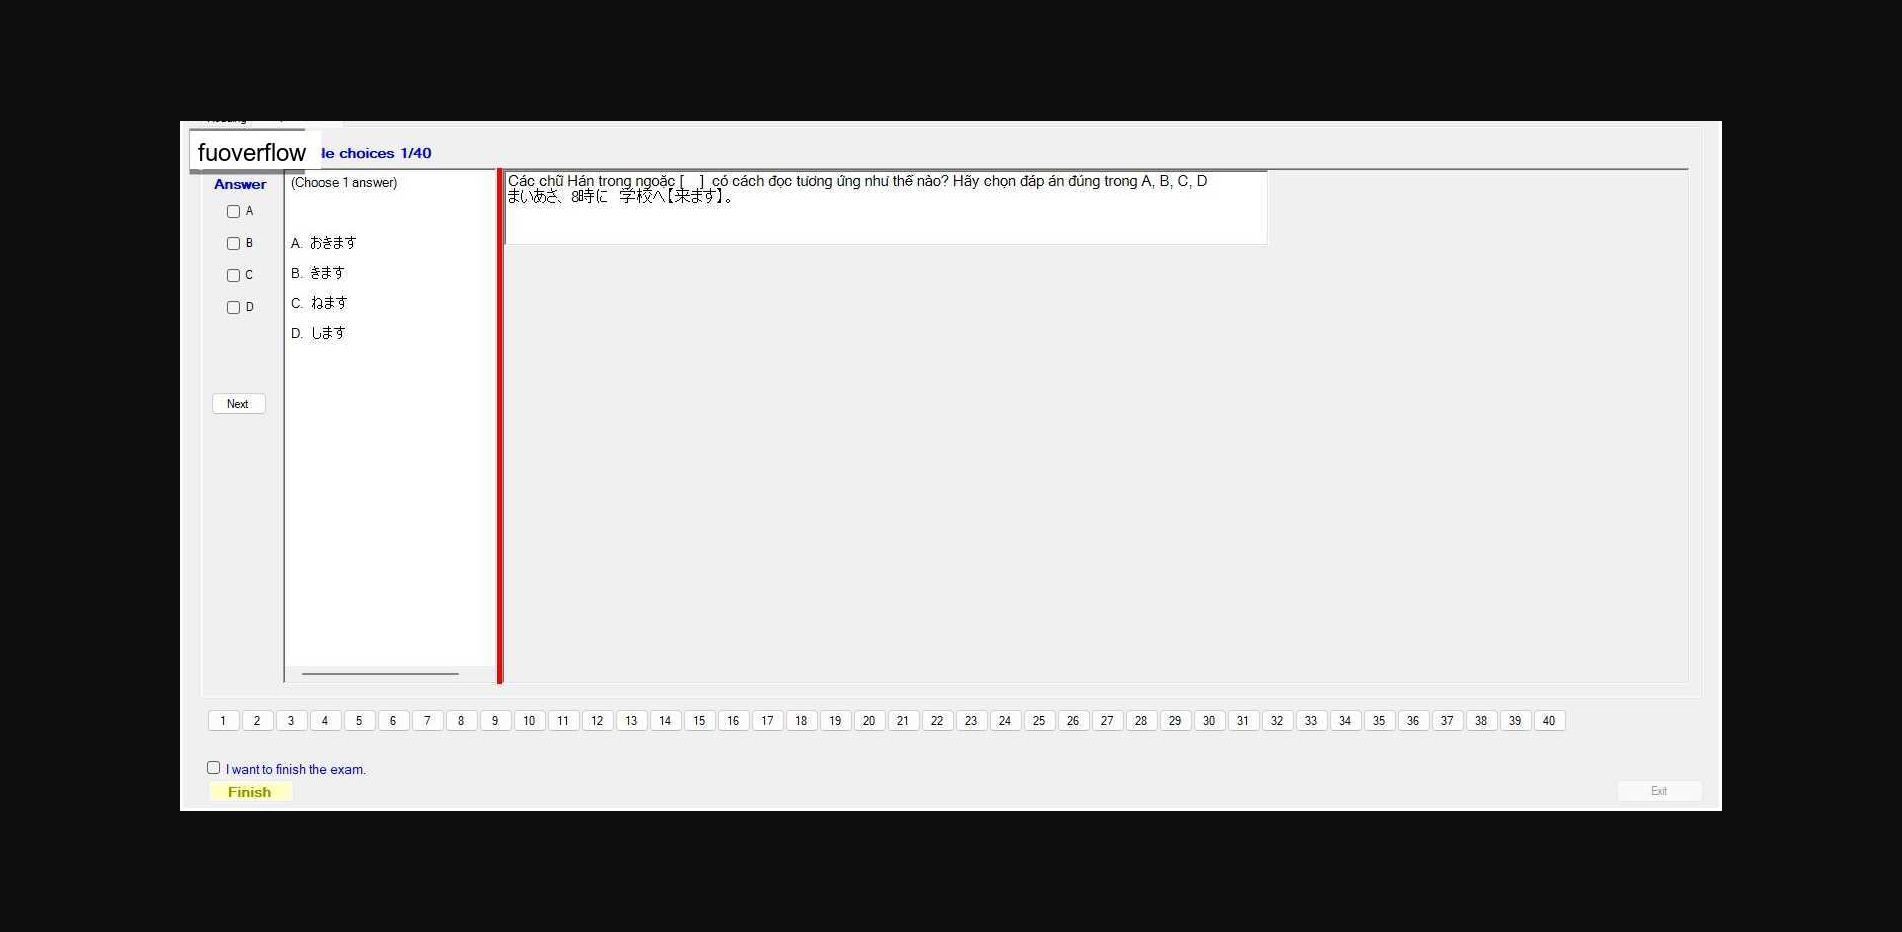 fuoverflow
le choices 1/40
Answer
(Choose 1 answer)
Các chữ Hán trong ngoặc [   ]  có cách đọc tương ứng như thế nào? Hãy chọn đáp án đúng trong A, B, C, D
まいあさ、8時に　学校へ【来ます】。
A
B
C
D
A. おきます
B. きます
C. ねます
D. します
Next
1 2 3 4 5 6 7 8 9 10 11 12 13 14 15 16 17 18 19 20 21 22 23 24 25 26 27 28 29 30 31 32 33 34 35 36 37 38 39 40
I want to finish the exam.
Finish
Exit